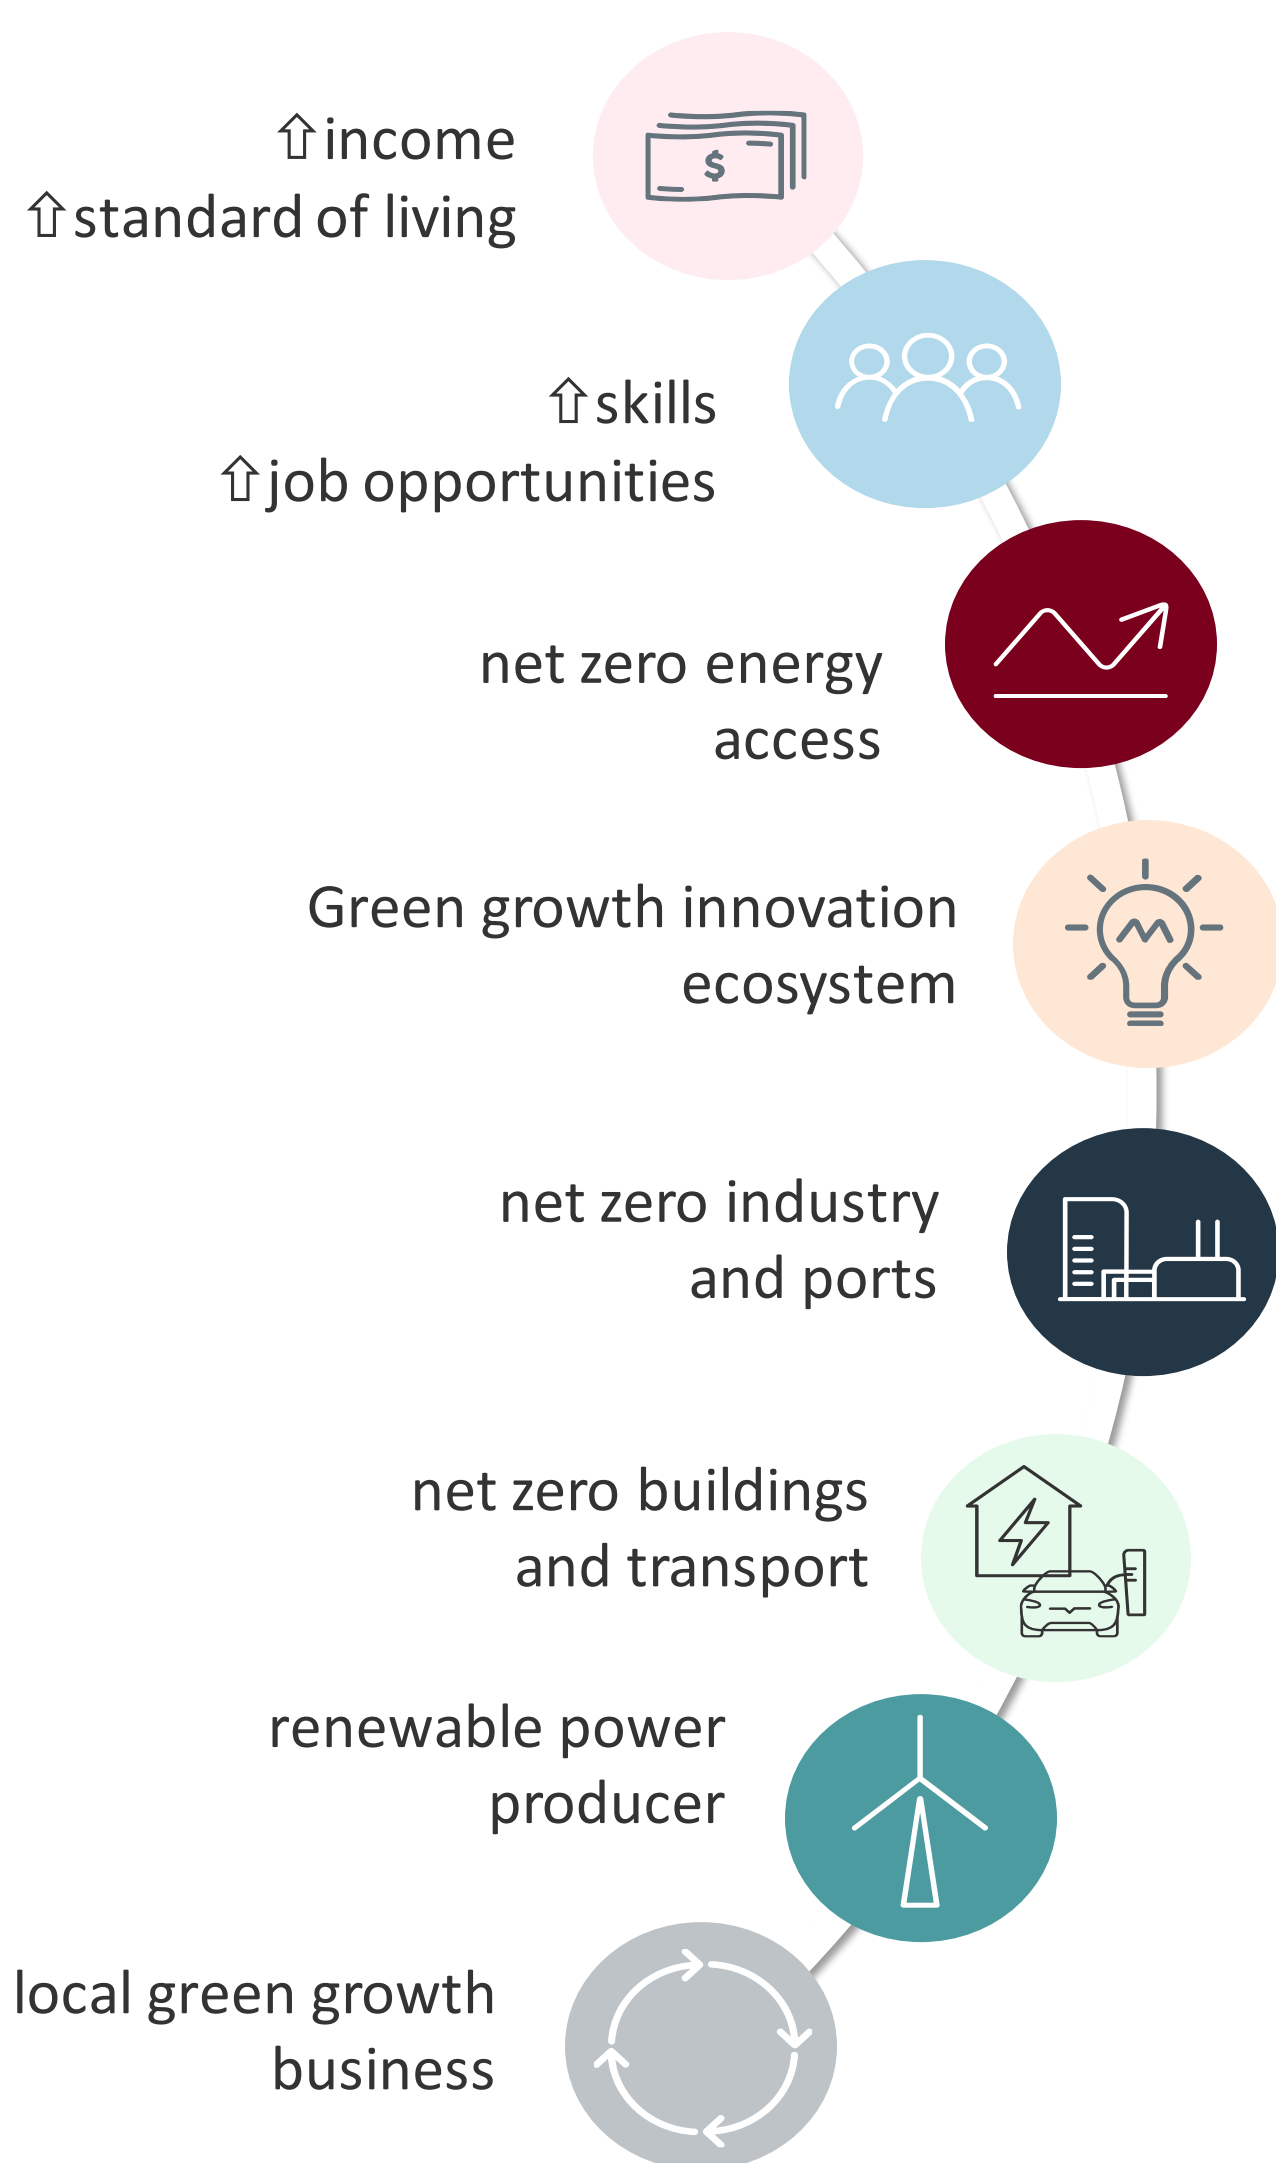 ⇧income
⇧standard of living
$
⇧skills
⇧job opportunities
net zero energy
access
Green growth innovation
ecosystem
net zero industry
and ports
net zero buildings
and transport
renewable power
producer
local green growth
business